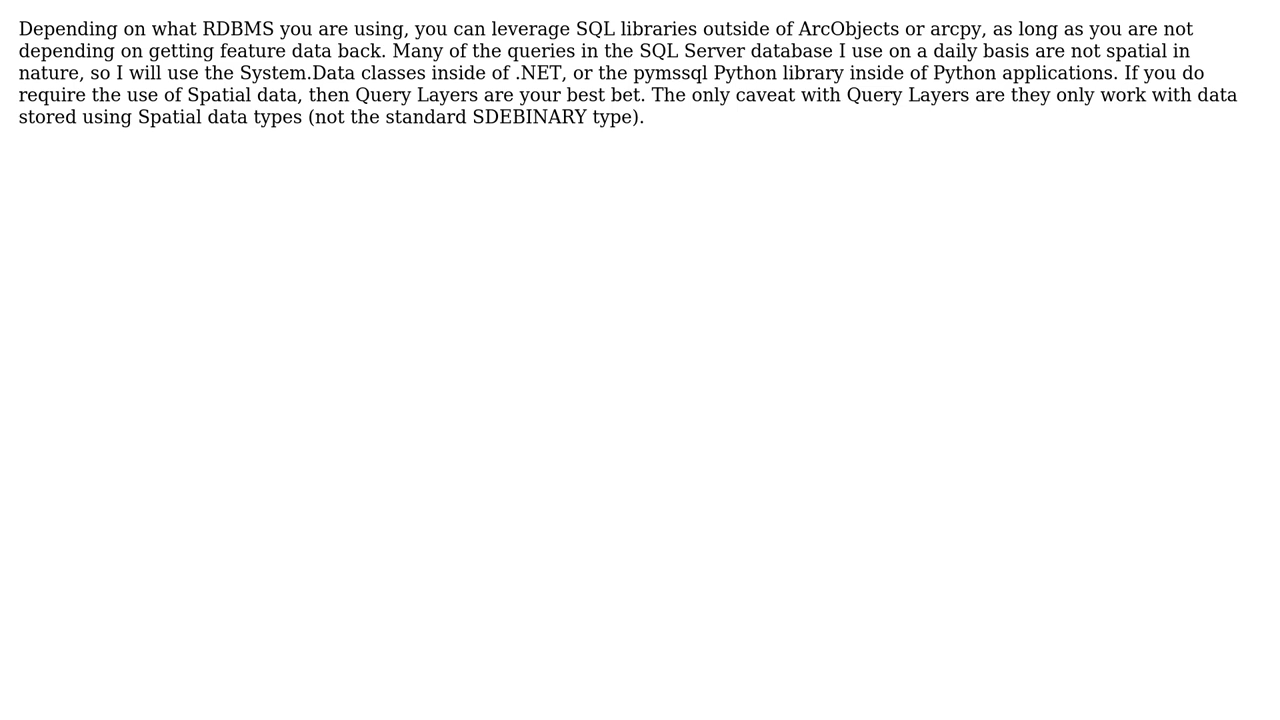 Depending on what RDBMS you are using, you can leverage SQL libraries outside of ArcObjects or arcpy, as long as you are not
depending on getting feature data back. Many of the queries in the SQL Server database I use on a daily basis are not spatial in
nature, so I will use the System.Data classes inside of .NET, or the pymssql Python library inside of Python applications. If you do
require the use of Spatial data, then Query Layers are your best bet. The only caveat with Query Layers are they only work with data
stored using Spatial data types (not the standard SDEBINARY type).